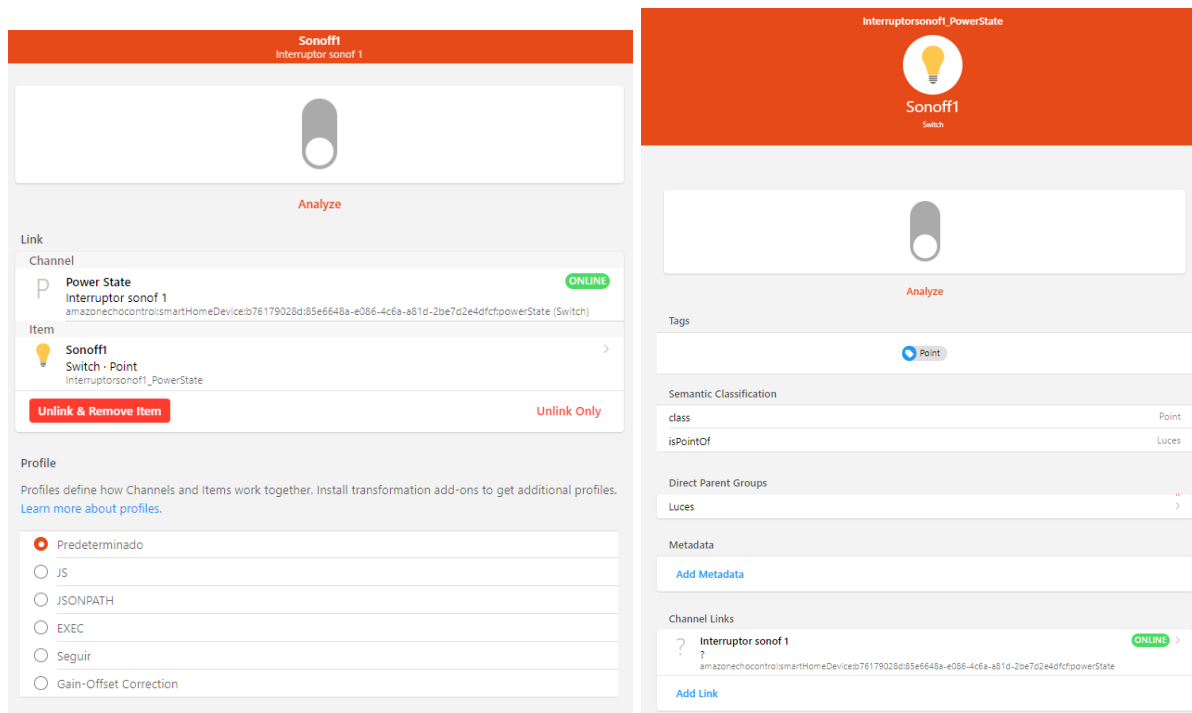 Sonoff1
Interruptor sonof 1
Analyze
Link
Channel
P
Power State
ONLINE
Interruptor sonof 1
amazonechocontrol:smartHomeDevice:b76179028d:85e6648a-e086-4c6a-a81d-2be7d2e4dfcf:powerState (Switch)
Item
Sonoff1
Switch · Point
Interruptorsonof1_PowerState
Unlink & Remove Item
Unlink Only
Profile
Profiles define how Channels and Items work together. Install transformation add-ons to get additional profiles.
Learn more about profiles.
Predeterminado
JS
JSONPATH
EXEC
Seguir
Gain-Offset Correction
Interruptorsonof1_PowerState
Sonoff1
Switch
Analyze
Tags
Point
Semantic Classification
class Point
isPointOf Luces
Direct Parent Groups
Luces
Metadata
Add Metadata
Channel Links
?
Interruptor sonof 1
ONLINE
?
amazonechocontrol:smartHomeDevice:b76179028d:85e6648a-e086-4c6a-a81d-2be7d2e4dfcf:powerState
Add Link